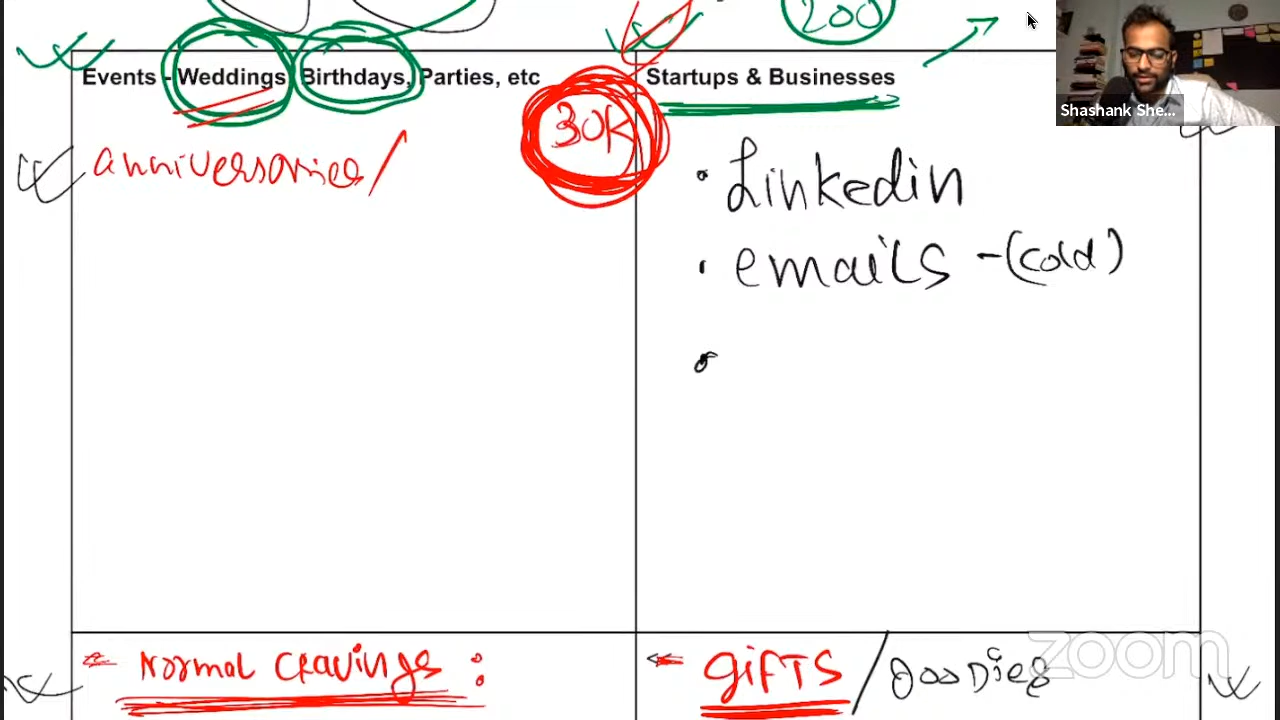 200
Events - Weddings, Birthdays, Parties, etc
Startups & Businesses
Shashank She...
30K
anniversaries/
• Linkedin
• emails - (cold)
•
Normal Cravings :
GIFTS / Goodies
zoom